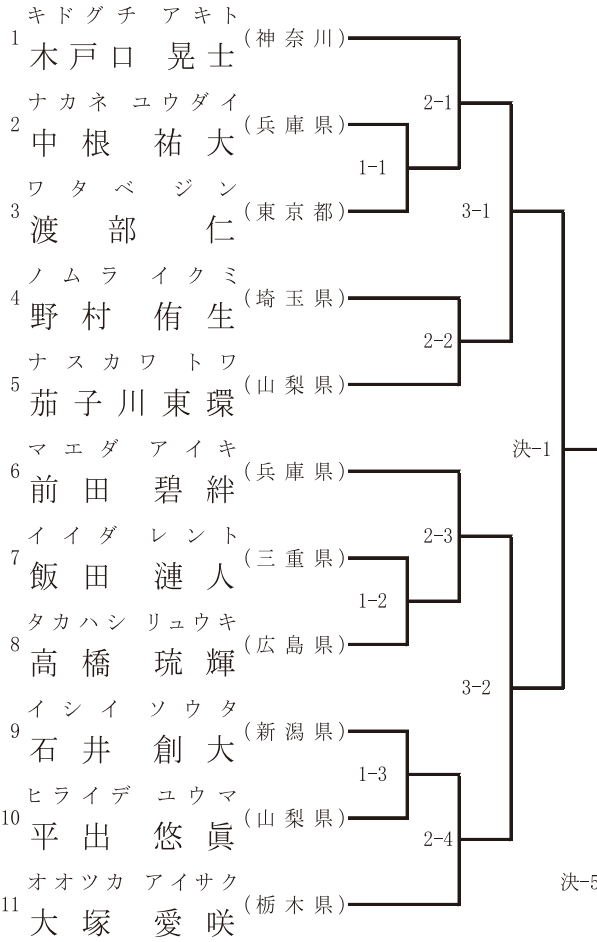 キドグチ アキト
1 木戸口 晃士 (神奈川)
2-1
ナカネ ユウダイ
2 中根 祐大 (兵庫県)
1-1
ワタベ ジン
3 渡部 仁 (東京都)
3-1
ノムラ イクミ
4 野村 侑生 (埼玉県)
2-2
ナスカワ トワ
5 茄子川 東環 (山梨県)
決-1
マエダ アイキ
6 前田 碧絆 (兵庫県)
2-3
イイダ レント
7 飯田 漣人 (三重県)
1-2
タカハシ リュウキ
8 高橋 琉輝 (広島県)
3-2
イシイ ソウタ
9 石井 創大 (新潟県)
1-3
ヒライデ ユウマ
10 平出 悠眞 (山梨県)
2-4
オオツカ アイサク
11 大塚 愛咲 (栃木県)
決-5